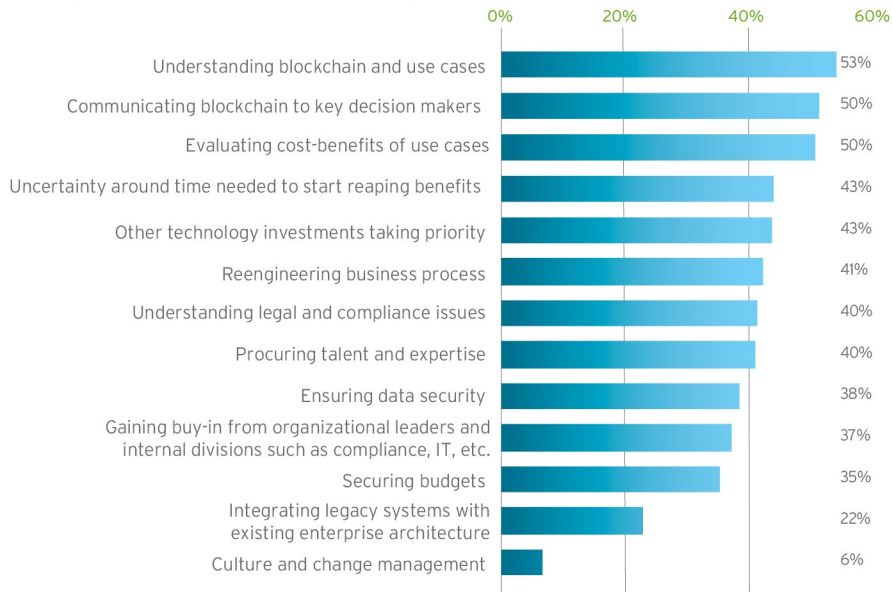 0% 20% 40% 60%
Understanding blockchain and use cases 53%
Communicating blockchain to key decision makers 50%
Evaluating cost-benefits of use cases 50%
Uncertainty around time needed to start reaping benefits 43%
Other technology investments taking priority 43%
Reengineering business process 41%
Understanding legal and compliance issues 40%
Procuring talent and expertise 40%
Ensuring data security 38%
Gaining buy-in from organizational leaders and
internal divisions such as compliance, IT, etc. 37%
Securing budgets 35%
Integrating legacy systems with
existing enterprise architecture 22%
Culture and change management 6%